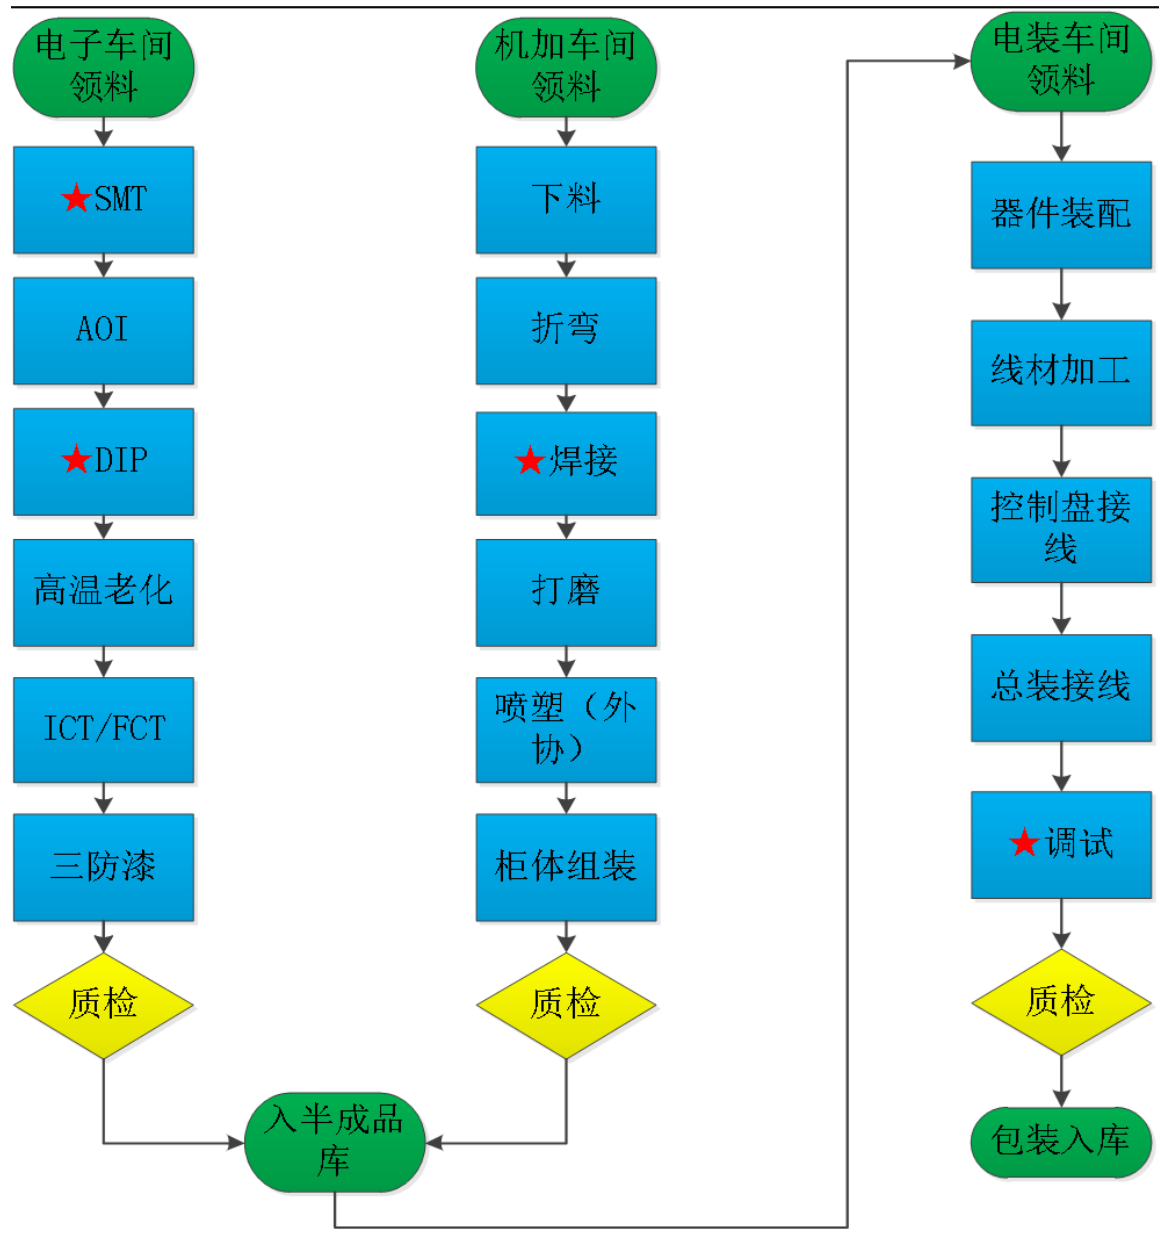 电子车间
领料
★SMT
AOI
★DIP
高温老化
ICT/FCT
三防漆
质检
机加车间
领料
下料
折弯
★焊接
打磨
喷塑（外
协）
柜体组装
质检
入半成品
库
电装车间
领料
器件装配
线材加工
控制盘接
线
总装接线
★调试
质检
包装入库